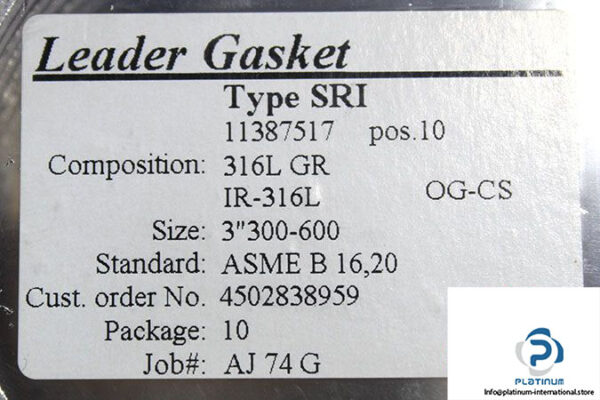 Leader Gasket
Type SRI
11387517 pos.10
Composition: 316L GR
IR-316L OG-CS
Size: 3"300-600
Standard: ASME B 16,20
Cust. order No. 4502838959
Package: 10
Job#: AJ 74 G
PLATINUM
Info@platinum-international.store